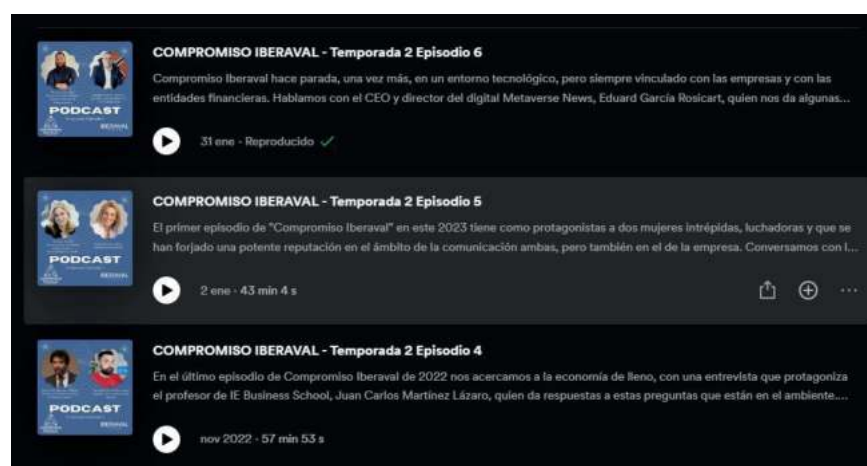 COMPROMISO IBERAVAL - Temporada 2 Episodio 6
Compromiso Iberaval hace parada, una vez más, en un entorno tecnológico, pero siempre vinculado con las empresas y con las
entidades financieras. Hablamos con el CEO y director del digital Metaverse News, Eduard García Rosicart, quien nos da algunas...
PODCAST
IBERAVAL
31 ene - Reproducido
COMPROMISO IBERAVAL - Temporada 2 Episodio 5
El primer episodio de "Compromiso Iberaval" en este 2023 tiene como protagonistas a dos mujeres intrépidas, luchadoras y que se
han forjado una potente reputación en el ámbito de la comunicación ambas, pero también en el de la empresa. Conversamos con l...
PODCAST
IBERAVAL
2 ene · 43 min 4 s
COMPROMISO IBERAVAL - Temporada 2 Episodio 4
En el último episodio de Compromiso Iberaval de 2022 nos acercamos a la economía de lleno, con una entrevista que protagoniza
el profesor de IE Business School, Juan Carlos Martínez Lázaro, quien da respuestas a estas preguntas que están en el ambiente....
PODCAST
IBERAVAL
nov 2022 · 57 min 53 s